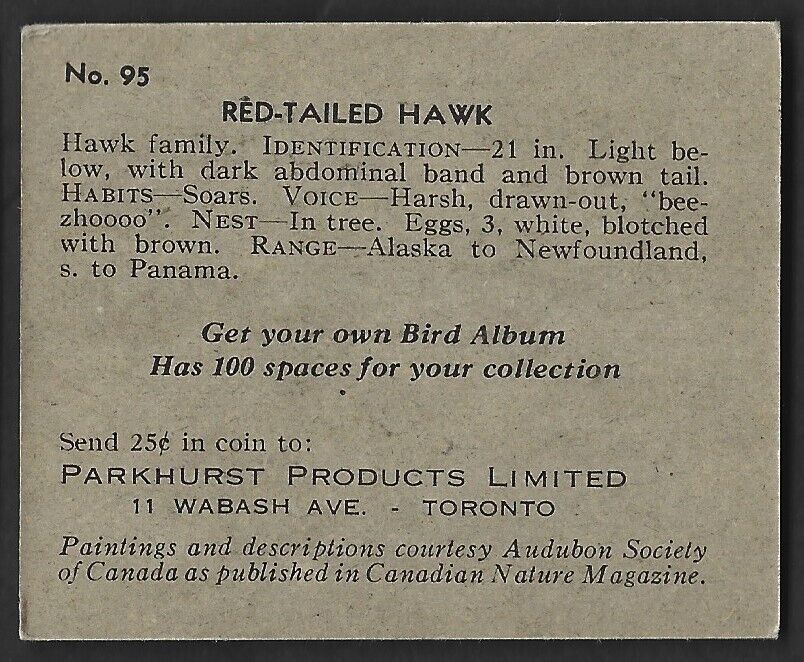 No. 95
RED-TAILED HAWK
Hawk family. IDENTIFICATION—21 in. Light be-
low, with dark abdominal band and brown tail.
HABITS—Soars. VOICE—Harsh, drawn-out, "bee-
zhoooo". NEST—In tree. Eggs, 3, white, blotched
with brown. RANGE—Alaska to Newfoundland,
s. to Panama.
Get your own Bird Album
Has 100 spaces for your collection
Send 25¢ in coin to:
PARKHURST PRODUCTS LIMITED
11 WABASH AVE. - TORONTO
Paintings and descriptions courtesy Audubon Society
of Canada as published in Canadian Nature Magazine.